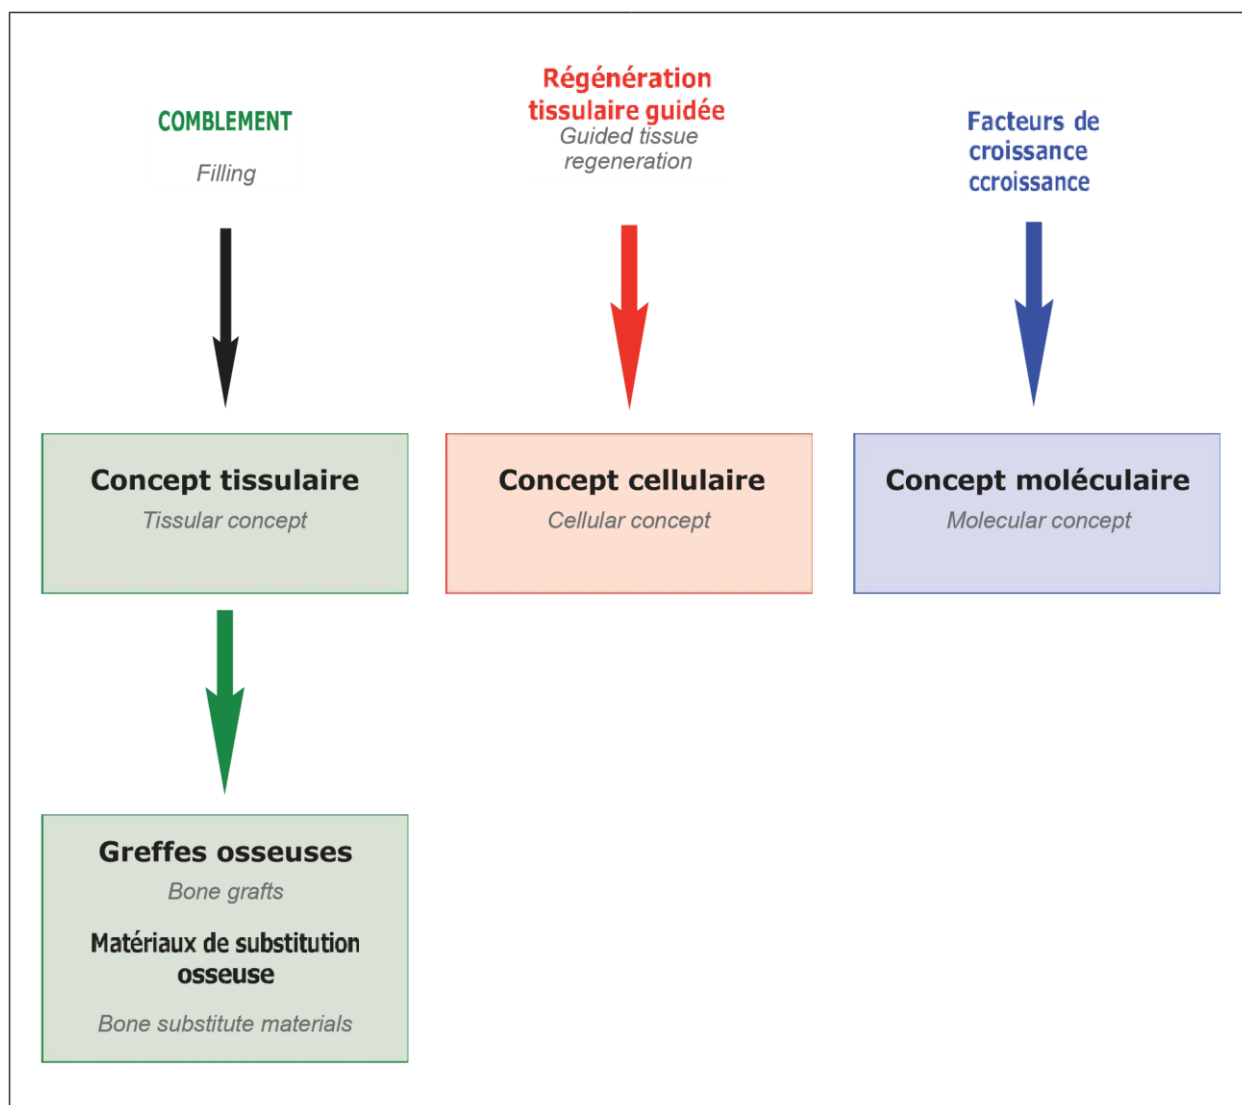 COMBLEMENT
Filling
Régénération
tissulaire guidée
Guided tissue
regeneration
Facteurs de
croissance
ccroissance
Concept tissulaire
Tissular concept
Concept cellulaire
Cellular concept
Concept moléculaire
Molecular concept
Greffes osseuses
Bone grafts
Matériaux de substitution
osseuse
Bone substitute materials